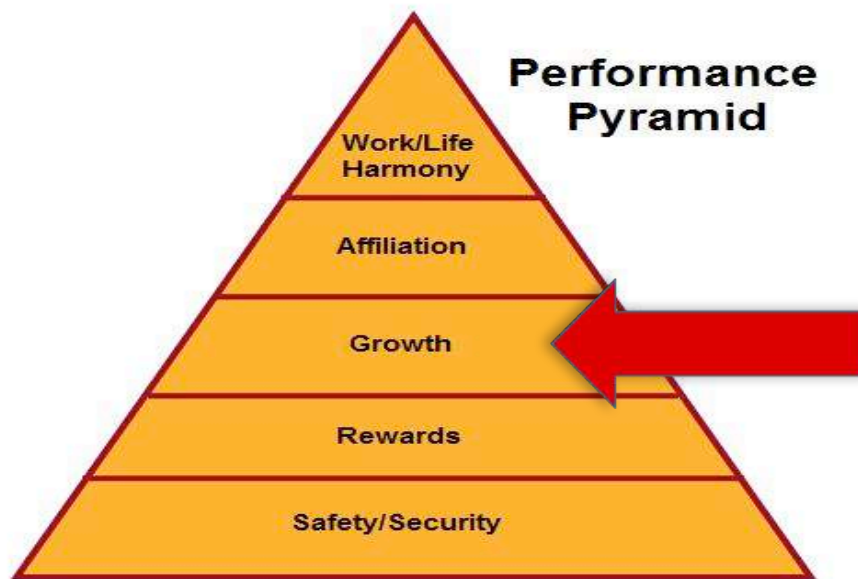 Performance
Pyramid
Work/Life
Harmony
Affiliation
Growth
Rewards
Safety/Security